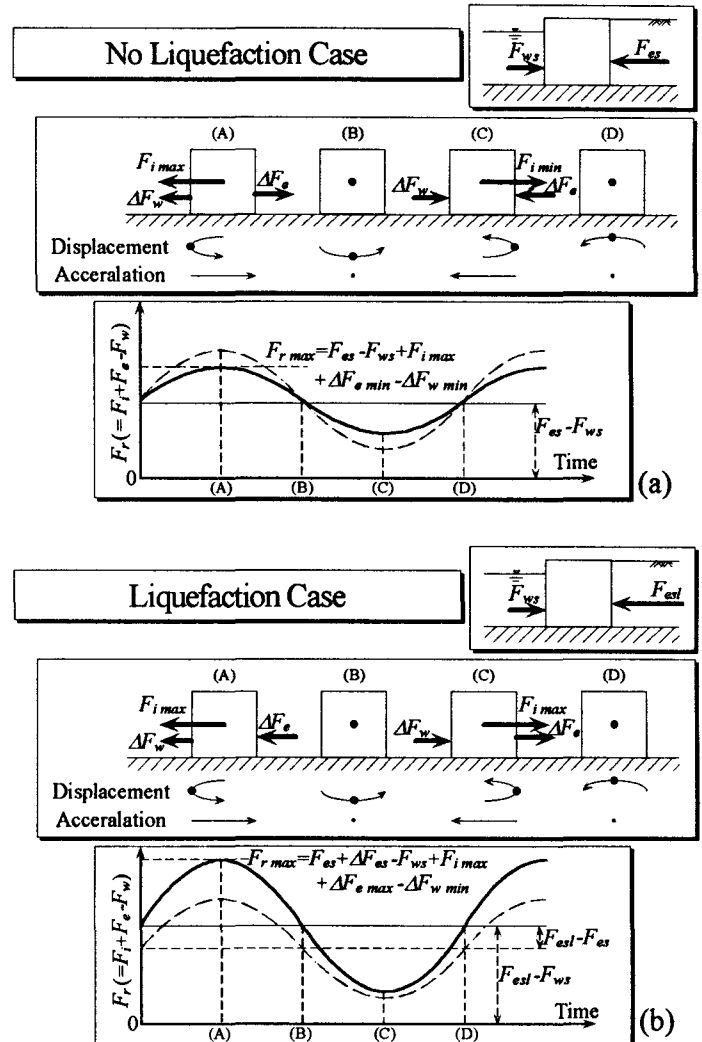 No Liquefaction Case
F_ws F_es
(A) (B) (C) (D)
F_i max F_i min
ΔF_w ΔF_e ΔF_w ΔF_e
Displacement
Acceralation
F_r(=F_i+F_e-F_w)
F_r max=F_es-F_ws+F_i max
+ΔF_e min-ΔF_w min
F_es-F_ws
0 Time
(A) (B) (C) (D)
(a)
Liquefaction Case
F_ws F_esl
(A) (B) (C) (D)
F_i max F_i max
ΔF_w ΔF_e ΔF_w ΔF_e
Displacement
Acceralation
F_r(=F_i+F_e-F_w)
F_r max=F_es+ΔF_es-F_ws+F_i max
+ΔF_e max-ΔF_w min
F_esl-F_es
F_esl-F_ws
0 Time
(A) (B) (C) (D)
(b)